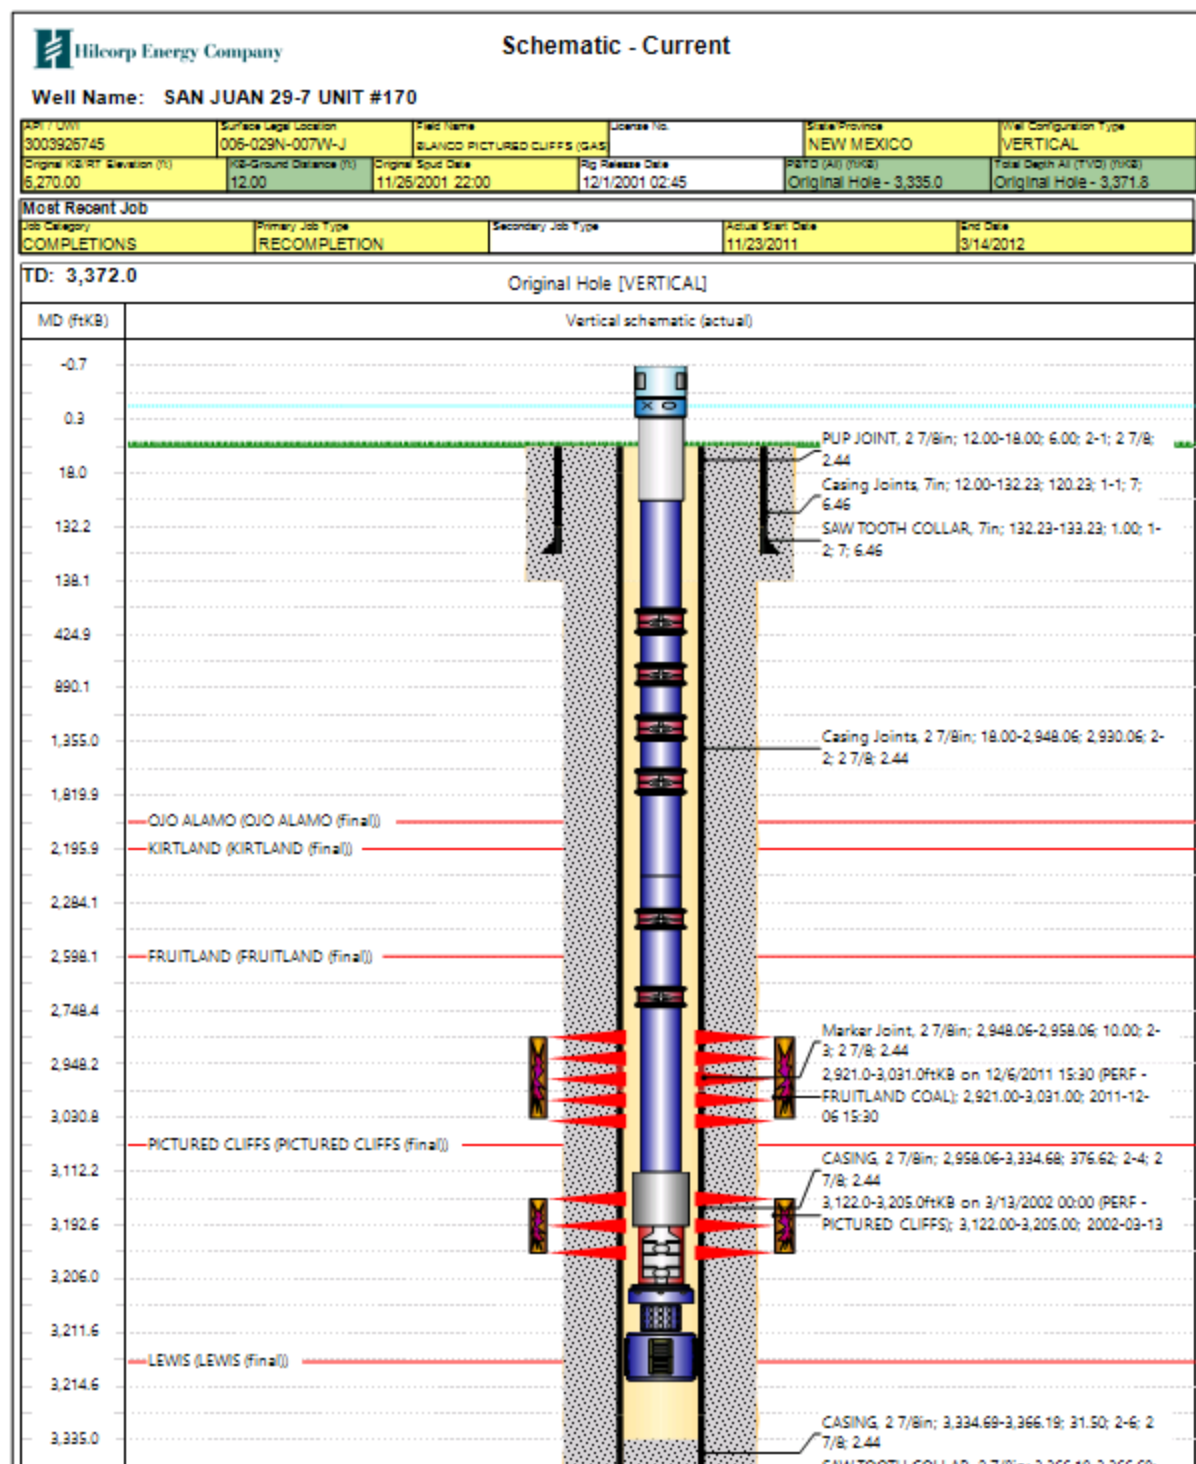 Hilcorp Energy Company
Schematic - Current
Well Name: SAN JUAN 29-7 UNIT #170
API / UWI
Surface Legal Location
Field Name
License No.
State/Province
Well Configuration Type
3003926745
006-029N-007W-J
BLANCO PICTURED CLIFFS (GAS
NEW MEXICO
VERTICAL
Original KB/RT Elevation (ft)
KB-Ground Distance (ft)
Original Spud Date
Rig Release Date
PBTD (All) (ftKB)
Total Depth All (TVD) (ftKB)
6,270.00
12.00
11/26/2001 22:00
12/1/2001 02:45
Original Hole - 3,335.0
Original Hole - 3,371.8
Most Recent Job
Job Category
Primary Job Type
Secondary Job Type
Actual Start Date
End Date
COMPLETIONS
RECOMPLETION
11/23/2011
3/14/2012
TD: 3,372.0
Original Hole [VERTICAL]
MD (ftKB)
Vertical schematic (actual)
-0.7
0.3
PUP JOINT, 2 7/8in; 12.00-18.00; 6.00; 2-1; 2 7/8;
2.44
18.0
Casing Joints, 7in; 12.00-132.23; 120.23; 1-1; 7;
6.46
132.2
SAW TOOTH COLLAR, 7in; 132.23-133.23; 1.00; 1-
2; 7; 6.46
138.1
424.9
890.1
1,355.0
Casing Joints, 2 7/8in; 18.00-2,948.06; 2,930.06; 2-
2; 2 7/8; 2.44
1,819.9
OJO ALAMO (OJO ALAMO (final))
2,195.9
KIRTLAND (KIRTLAND (final))
2,284.1
2,598.1
FRUITLAND (FRUITLAND (final))
2,748.4
Marker Joint, 2 7/8in; 2,948.06-2,958.06; 10.00; 2-
3; 2 7/8; 2.44
2,948.2
2,921.0-3,031.0ftKB on 12/6/2011 15:30 (PERF -
FRUITLAND COAL); 2,921.00-3,031.00; 2011-12-
06 15:30
3,030.8
PICTURED CLIFFS (PICTURED CLIFFS (final))
3,112.2
CASING, 2 7/8in; 2,958.06-3,334.68; 376.62; 2-4; 2
7/8; 2.44
3,122.0-3,205.0ftKB on 3/13/2002 00:00 (PERF -
PICTURED CLIFFS); 3,122.00-3,205.00; 2002-03-13
3,192.6
3,206.0
3,211.6
LEWIS (LEWIS (final))
3,214.6
CASING, 2 7/8in; 3,334.69-3,366.19; 31.50; 2-6; 2
7/8; 2.44
3,335.0